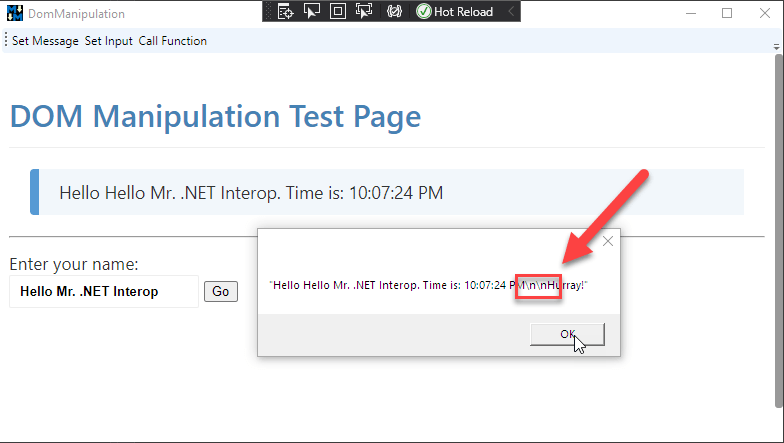 DomManipulation
Hot Reload
Set Message Set Input Call Function
DOM Manipulation Test Page
Hello Hello Mr. .NET Interop. Time is: 10:07:24 PM
Enter your name:
Hello Mr. .NET Interop
Go
"Hello Hello Mr. .NET Interop. Time is: 10:07:24 PM\n\nHurray!"
OK